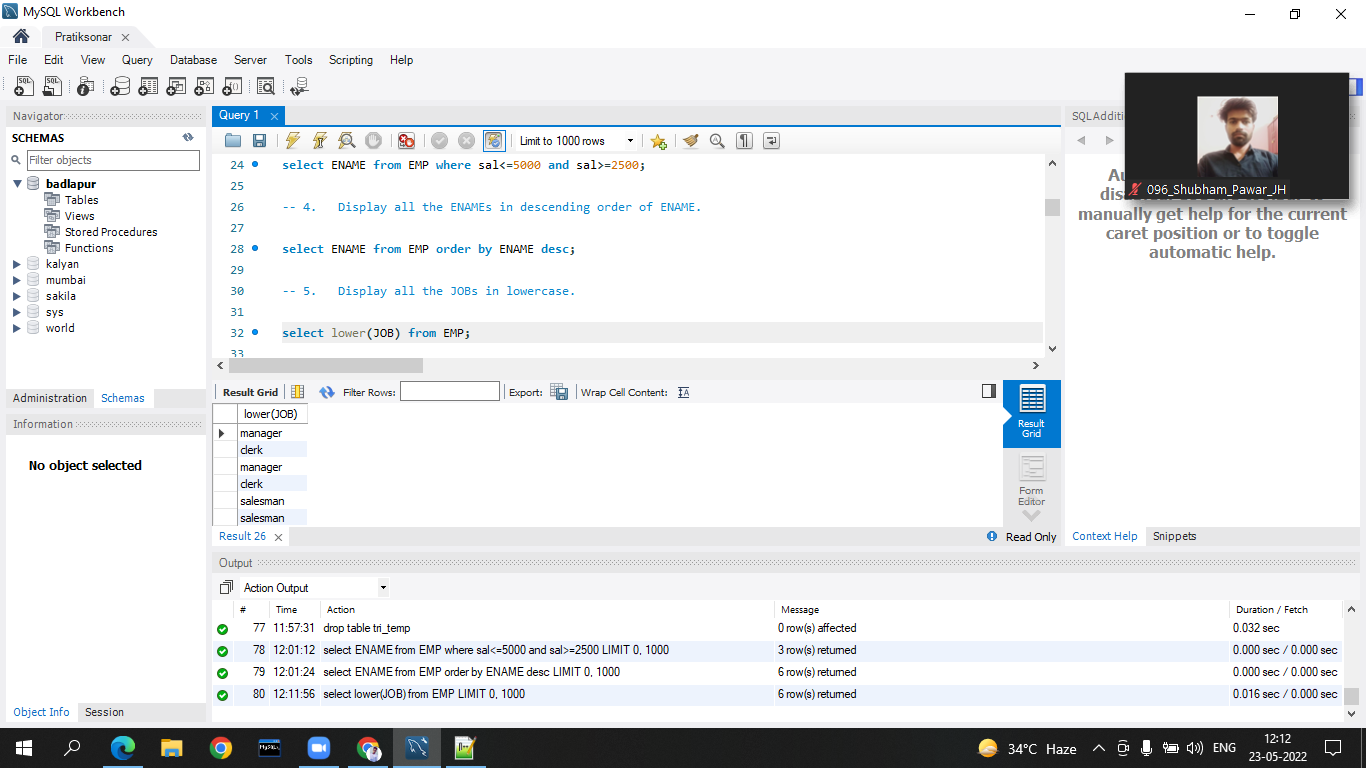 MySQL Workbench
Pratiksonar
File Edit View Query Database Server Tools Scripting Help
Navigator
SCHEMAS
Filter objects
badlapur
Tables
Views
Stored Procedures
Functions
kalyan
mumbai
sakila
sys
world
Administration Schemas
Information
No object selected
Object Info Session
Query 1
Limit to 1000 rows
24 select ENAME from EMP where sal<=5000 and sal>=2500;
25
26 -- 4. Display all the ENAMEs in descending order of ENAME.
27
28 select ENAME from EMP order by ENAME desc;
29
30 -- 5. Display all the JOBs in lowercase.
31
32 select lower(JOB) from EMP;
33
Result Grid Filter Rows: Export: Wrap Cell Content:
lower(JOB)
manager
clerk
manager
clerk
salesman
salesman
Result Grid
Form Editor
Result 26 Read Only
SQL Additi
096_Shubham_Pawar_JH
manually get help for the current
caret position or to toggle
automatic help.
Context Help Snippets
Output
Action Output
# Time Action Message Duration / Fetch
77 11:57:31 drop table tri_temp 0 row(s) affected 0.032 sec
78 12:01:12 select ENAME from EMP where sal<=5000 and sal>=2500 LIMIT 0, 1000 3 row(s) returned 0.000 sec / 0.000 sec
79 12:01:24 select ENAME from EMP order by ENAME desc LIMIT 0, 1000 6 row(s) returned 0.000 sec / 0.000 sec
80 12:11:56 select lower(JOB) from EMP LIMIT 0, 1000 6 row(s) returned 0.016 sec / 0.000 sec
34°C Haze ENG 12:12
23-05-2022